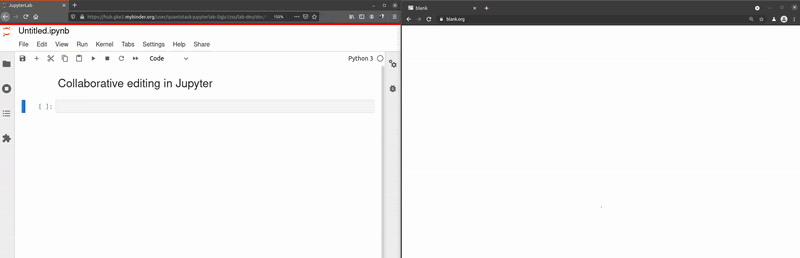 JupyterLab
https://hub.gke2.mybinder.org/user/quantstack-jupyterlab-
150%
Untitled.ipynb
File Edit View Run Kernel Tabs Settings Help Share
Code
Python 3
Collaborative editing in Jupyter
[ ]:
blank
blank.org